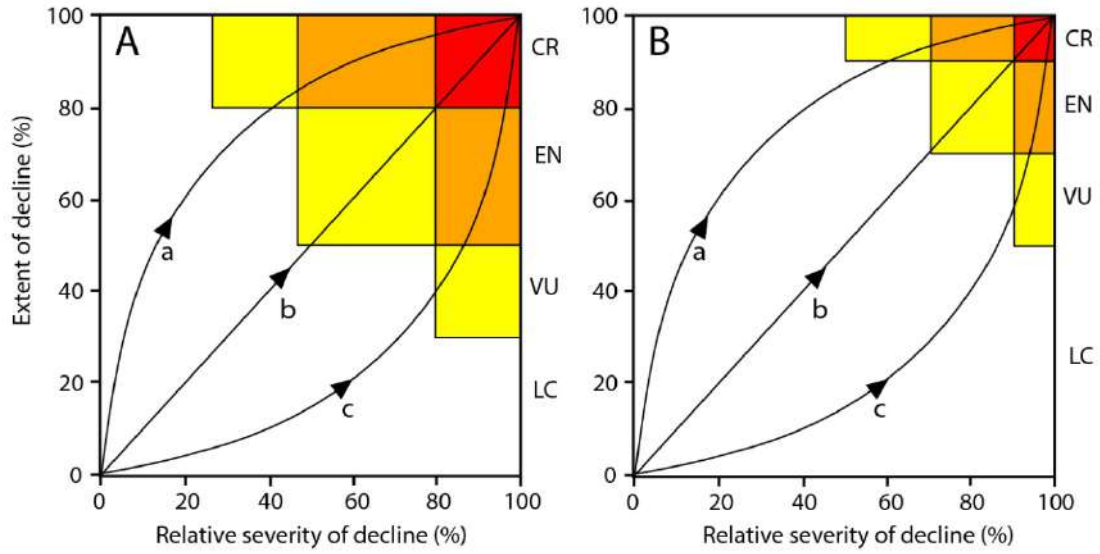 A
100
80
60
40
20
0
Extent of decline (%)
a
b
c
CR
EN
VU
LC
0 20 40 60 80 100
Relative severity of decline (%)
B
100
80
60
40
20
0
a
b
c
CR
EN
VU
LC
0 20 40 60 80 100
Relative severity of decline (%)